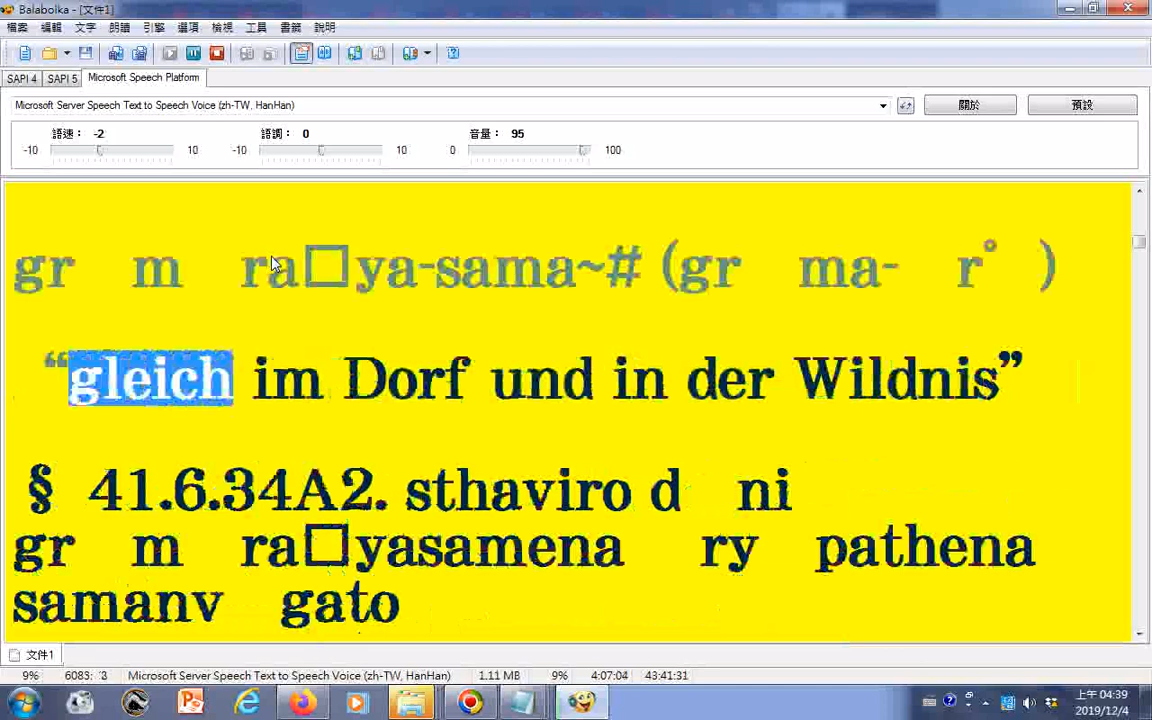 Balabolka - [文件1]
檔案 編輯 文字 朗讀 引擎 選項 檢視 工具 書籤 說明
SAPI 4 SAPI 5 Microsoft Speech Platform
Microsoft Server Speech Text to Speech Voice (zh-TW, HanHan) 關於 預設
語速： -2 語調： 0 音量： 95
-10 10 -10 10 0 100
gr m ra□ya-sama~# (gr ma- r° )
“gleich im Dorf und in der Wildnis”
§ 41.6.34A2. sthaviro d ni
gr m ra□yasamena ry pathena
samanv gato
文件1
9% 6083: 3 Microsoft Server Speech Text to Speech Voice (zh-TW, HanHan) 1.11 MB 9% 4:07:04 43:41:31
上午 04:39
2019/12/4